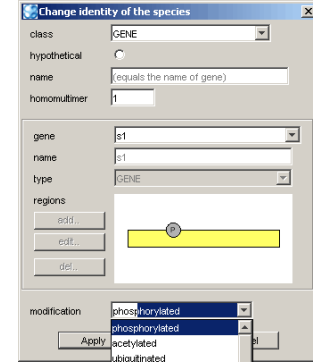 Change identity of the species
class GENE
hypothetical
name (equals the name of gene)
homomultimer 1
gene s1
name s1
type GENE
regions
add..
P
edit..
del..
modification phosphorylated
Apply
phosphorylated
acetylated
ubiquitinated